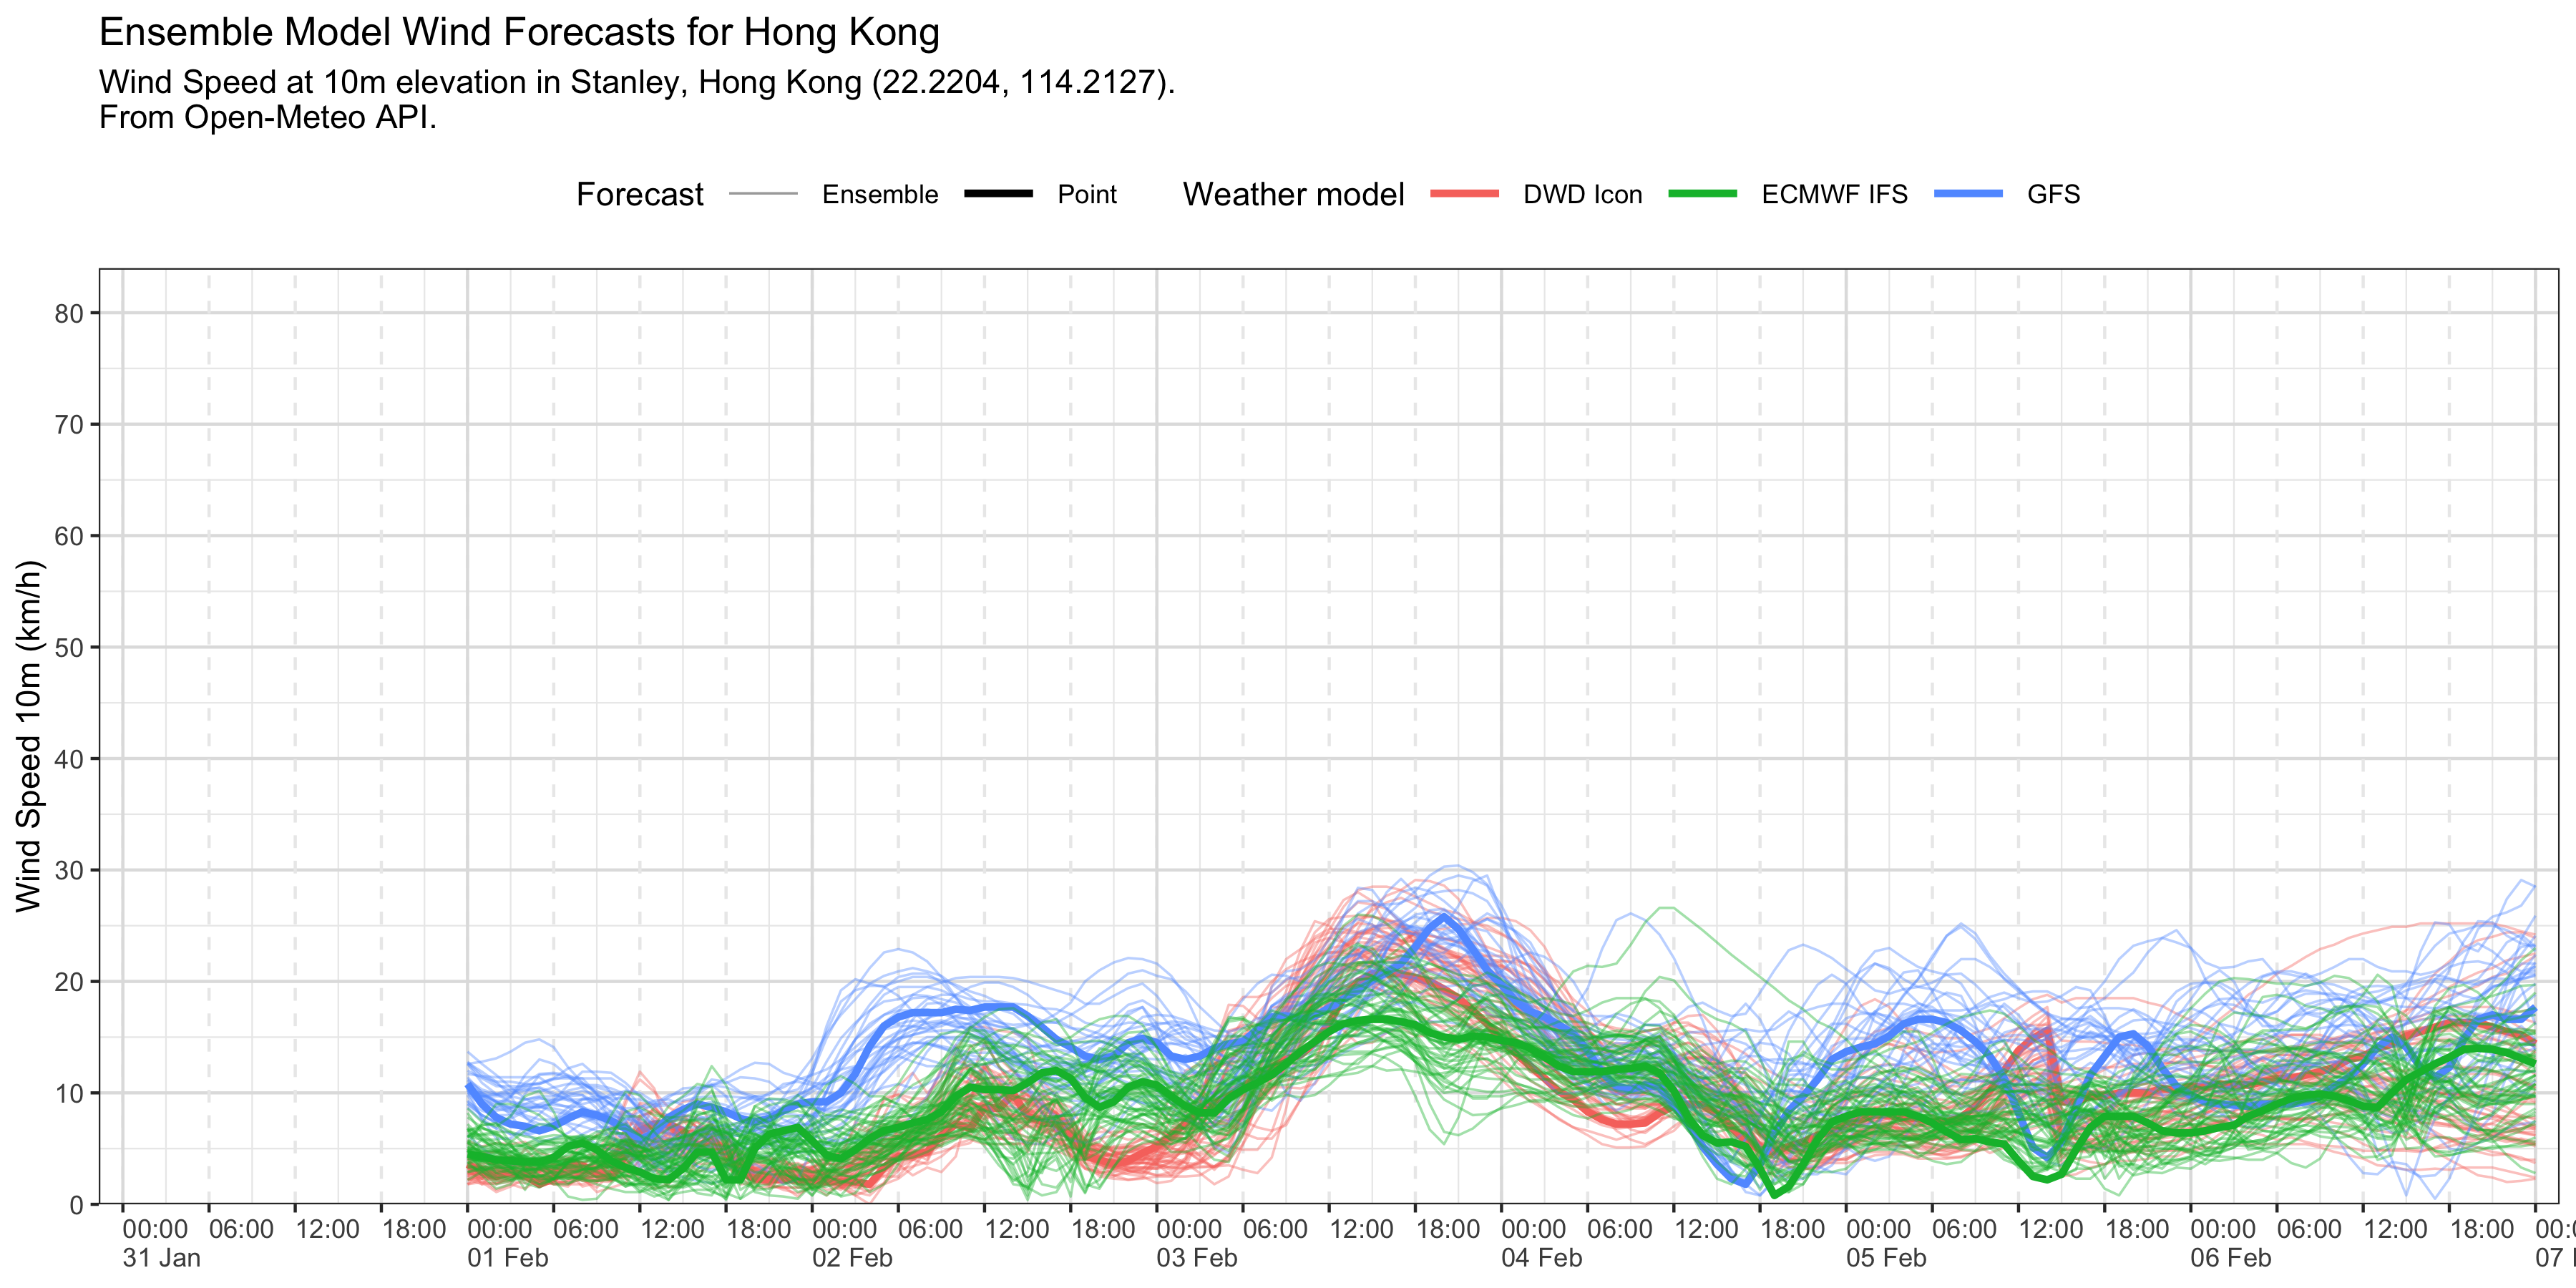 Ensemble Model Wind Forecasts for Hong Kong
Wind Speed at 10m elevation in Stanley, Hong Kong (22.2204, 114.2127).
From Open-Meteo API.
Forecast Ensemble Point Weather model DWD Icon ECMWF IFS GFS
Wind Speed 10m (km/h)
80
70
60
50
40
30
20
10
0
00:00 06:00 12:00 18:00 00:00 06:00 12:00 18:00 00:00 06:00 12:00 18:00 00:00 06:00 12:00 18:00 00:00 06:00 12:00 18:00 00:00 06:00 12:00 18:00 00:00 06:00 12:00 18:00 00:0
31 Jan 01 Feb 02 Feb 03 Feb 04 Feb 05 Feb 06 Feb 07